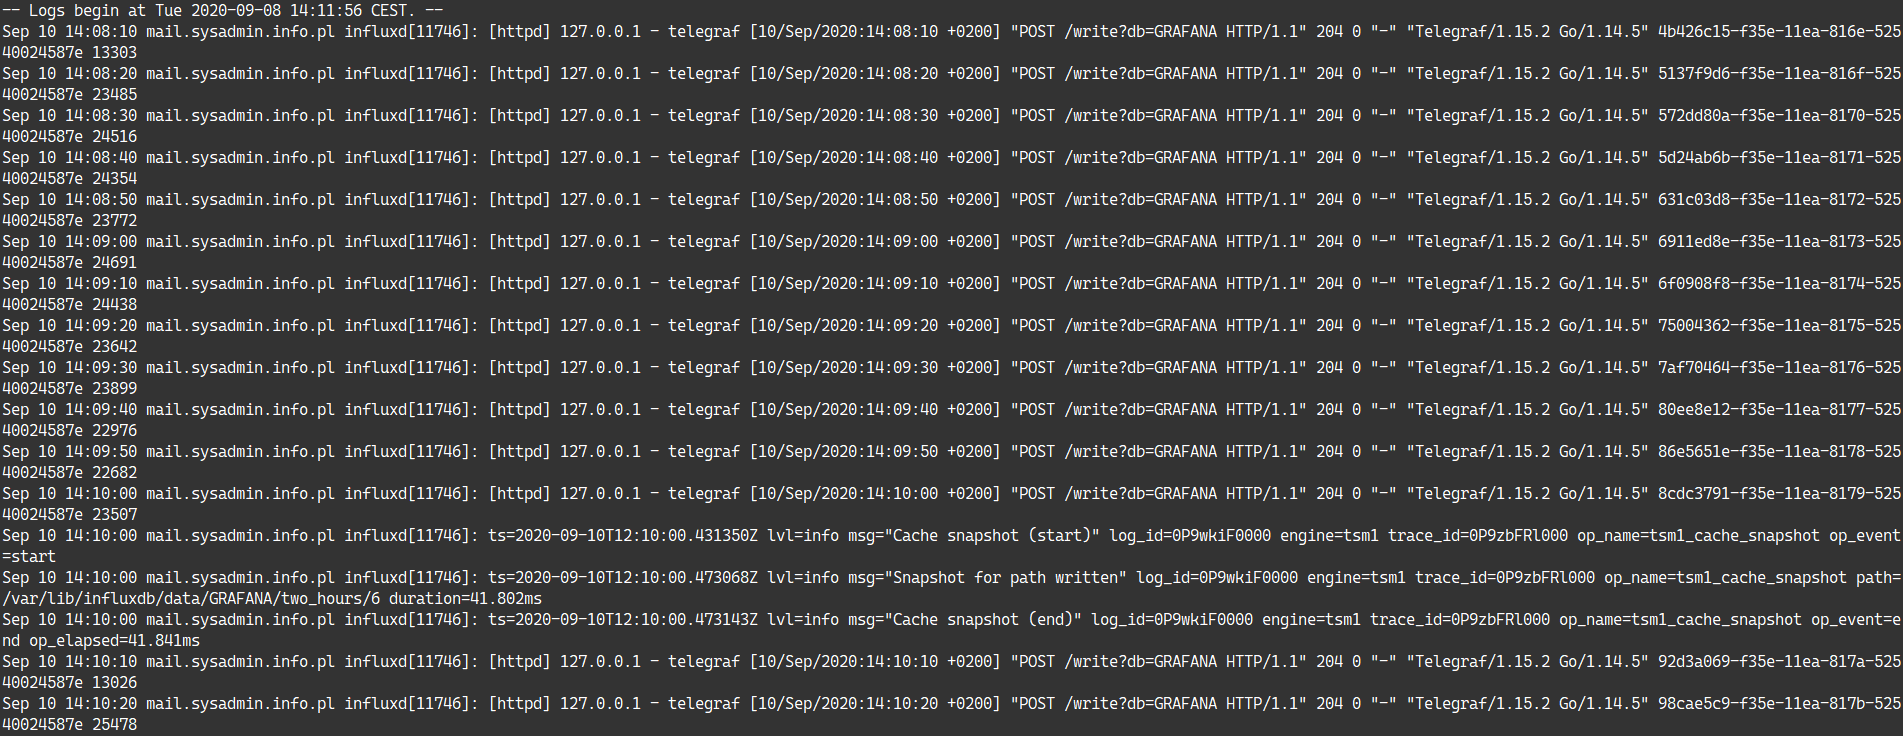 -- Logs begin at Tue 2020-09-08 14:11:56 CEST. --
Sep 10 14:08:10 mail.sysadmin.info.pl influxd[11746]: [httpd] 127.0.0.1 - telegraf [10/Sep/2020:14:08:10 +0200] "POST /write?db=GRAFANA HTTP/1.1" 204 0 "-" "Telegraf/1.15.2 Go/1.14.5" 4b426c15-f35e-11ea-816e-525
40024587e 13303
Sep 10 14:08:20 mail.sysadmin.info.pl influxd[11746]: [httpd] 127.0.0.1 - telegraf [10/Sep/2020:14:08:20 +0200] "POST /write?db=GRAFANA HTTP/1.1" 204 0 "-" "Telegraf/1.15.2 Go/1.14.5" 5137f9d6-f35e-11ea-816f-525
40024587e 23485
Sep 10 14:08:30 mail.sysadmin.info.pl influxd[11746]: [httpd] 127.0.0.1 - telegraf [10/Sep/2020:14:08:30 +0200] "POST /write?db=GRAFANA HTTP/1.1" 204 0 "-" "Telegraf/1.15.2 Go/1.14.5" 572dd80a-f35e-11ea-8170-525
40024587e 24516
Sep 10 14:08:40 mail.sysadmin.info.pl influxd[11746]: [httpd] 127.0.0.1 - telegraf [10/Sep/2020:14:08:40 +0200] "POST /write?db=GRAFANA HTTP/1.1" 204 0 "-" "Telegraf/1.15.2 Go/1.14.5" 5d24ab6b-f35e-11ea-8171-525
40024587e 24354
Sep 10 14:08:50 mail.sysadmin.info.pl influxd[11746]: [httpd] 127.0.0.1 - telegraf [10/Sep/2020:14:08:50 +0200] "POST /write?db=GRAFANA HTTP/1.1" 204 0 "-" "Telegraf/1.15.2 Go/1.14.5" 631c03d8-f35e-11ea-8172-525
40024587e 23772
Sep 10 14:09:00 mail.sysadmin.info.pl influxd[11746]: [httpd] 127.0.0.1 - telegraf [10/Sep/2020:14:09:00 +0200] "POST /write?db=GRAFANA HTTP/1.1" 204 0 "-" "Telegraf/1.15.2 Go/1.14.5" 6911ed8e-f35e-11ea-8173-525
40024587e 24691
Sep 10 14:09:10 mail.sysadmin.info.pl influxd[11746]: [httpd] 127.0.0.1 - telegraf [10/Sep/2020:14:09:10 +0200] "POST /write?db=GRAFANA HTTP/1.1" 204 0 "-" "Telegraf/1.15.2 Go/1.14.5" 6f0908f8-f35e-11ea-8174-525
40024587e 24438
Sep 10 14:09:20 mail.sysadmin.info.pl influxd[11746]: [httpd] 127.0.0.1 - telegraf [10/Sep/2020:14:09:20 +0200] "POST /write?db=GRAFANA HTTP/1.1" 204 0 "-" "Telegraf/1.15.2 Go/1.14.5" 75004362-f35e-11ea-8175-525
40024587e 23642
Sep 10 14:09:30 mail.sysadmin.info.pl influxd[11746]: [httpd] 127.0.0.1 - telegraf [10/Sep/2020:14:09:30 +0200] "POST /write?db=GRAFANA HTTP/1.1" 204 0 "-" "Telegraf/1.15.2 Go/1.14.5" 7af70464-f35e-11ea-8176-525
40024587e 23899
Sep 10 14:09:40 mail.sysadmin.info.pl influxd[11746]: [httpd] 127.0.0.1 - telegraf [10/Sep/2020:14:09:40 +0200] "POST /write?db=GRAFANA HTTP/1.1" 204 0 "-" "Telegraf/1.15.2 Go/1.14.5" 80ee8e12-f35e-11ea-8177-525
40024587e 22976
Sep 10 14:09:50 mail.sysadmin.info.pl influxd[11746]: [httpd] 127.0.0.1 - telegraf [10/Sep/2020:14:09:50 +0200] "POST /write?db=GRAFANA HTTP/1.1" 204 0 "-" "Telegraf/1.15.2 Go/1.14.5" 86e5651e-f35e-11ea-8178-525
40024587e 22682
Sep 10 14:10:00 mail.sysadmin.info.pl influxd[11746]: [httpd] 127.0.0.1 - telegraf [10/Sep/2020:14:10:00 +0200] "POST /write?db=GRAFANA HTTP/1.1" 204 0 "-" "Telegraf/1.15.2 Go/1.14.5" 8cdc3791-f35e-11ea-8179-525
40024587e 23507
Sep 10 14:10:00 mail.sysadmin.info.pl influxd[11746]: ts=2020-09-10T12:10:00.431350Z lvl=info msg="Cache snapshot (start)" log_id=0P9wkiF0000 engine=tsm1 trace_id=0P9zbFRl000 op_name=tsm1_cache_snapshot op_event
=start
Sep 10 14:10:00 mail.sysadmin.info.pl influxd[11746]: ts=2020-09-10T12:10:00.473068Z lvl=info msg="Snapshot for path written" log_id=0P9wkiF0000 engine=tsm1 trace_id=0P9zbFRl000 op_name=tsm1_cache_snapshot path=
/var/lib/influxdb/data/GRAFANA/two_hours/6 duration=41.802ms
Sep 10 14:10:00 mail.sysadmin.info.pl influxd[11746]: ts=2020-09-10T12:10:00.473143Z lvl=info msg="Cache snapshot (end)" log_id=0P9wkiF0000 engine=tsm1 trace_id=0P9zbFRl000 op_name=tsm1_cache_snapshot op_event=e
nd op_elapsed=41.841ms
Sep 10 14:10:10 mail.sysadmin.info.pl influxd[11746]: [httpd] 127.0.0.1 - telegraf [10/Sep/2020:14:10:10 +0200] "POST /write?db=GRAFANA HTTP/1.1" 204 0 "-" "Telegraf/1.15.2 Go/1.14.5" 92d3a069-f35e-11ea-817a-525
40024587e 13026
Sep 10 14:10:20 mail.sysadmin.info.pl influxd[11746]: [httpd] 127.0.0.1 - telegraf [10/Sep/2020:14:10:20 +0200] "POST /write?db=GRAFANA HTTP/1.1" 204 0 "-" "Telegraf/1.15.2 Go/1.14.5" 98cae5c9-f35e-11ea-817b-525
40024587e 25478